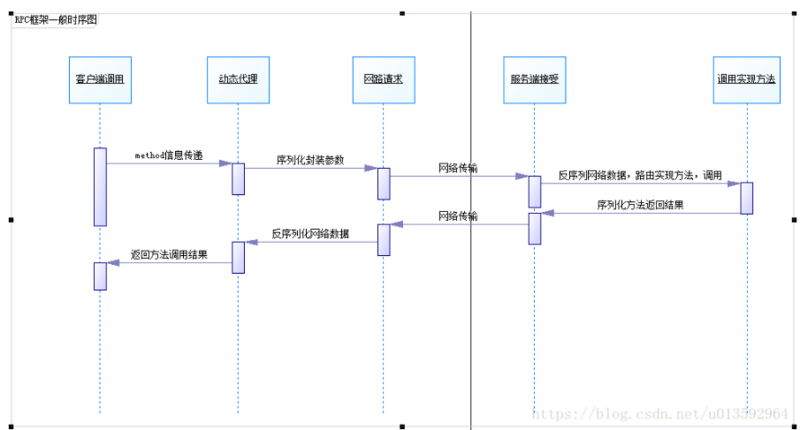 RPC框架一般时序图
客户端调用
动态代理
网路请求
服务端接受
调用实现方法
method信息传递
序列化封装参数
网络传输
反序列网络数据，路由实现方法，调用
序列化方法返回结果
网络传输
反序列化网络数据
返回方法调用结果
https://blog.csdn.net/u013592964